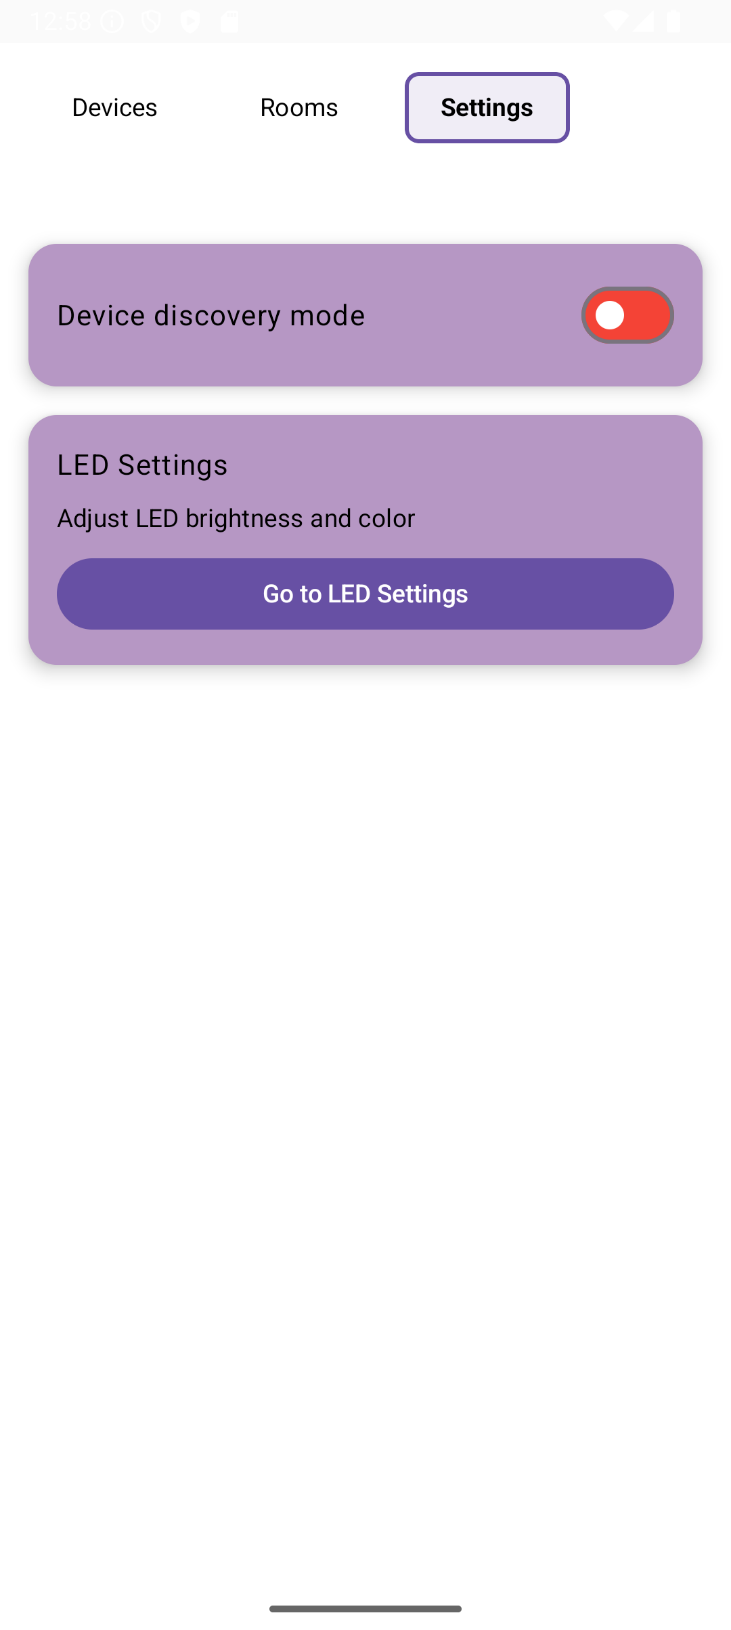 12:58
Devices Rooms Settings
Device discovery mode
LED Settings
Adjust LED brightness and color
Go to LED Settings